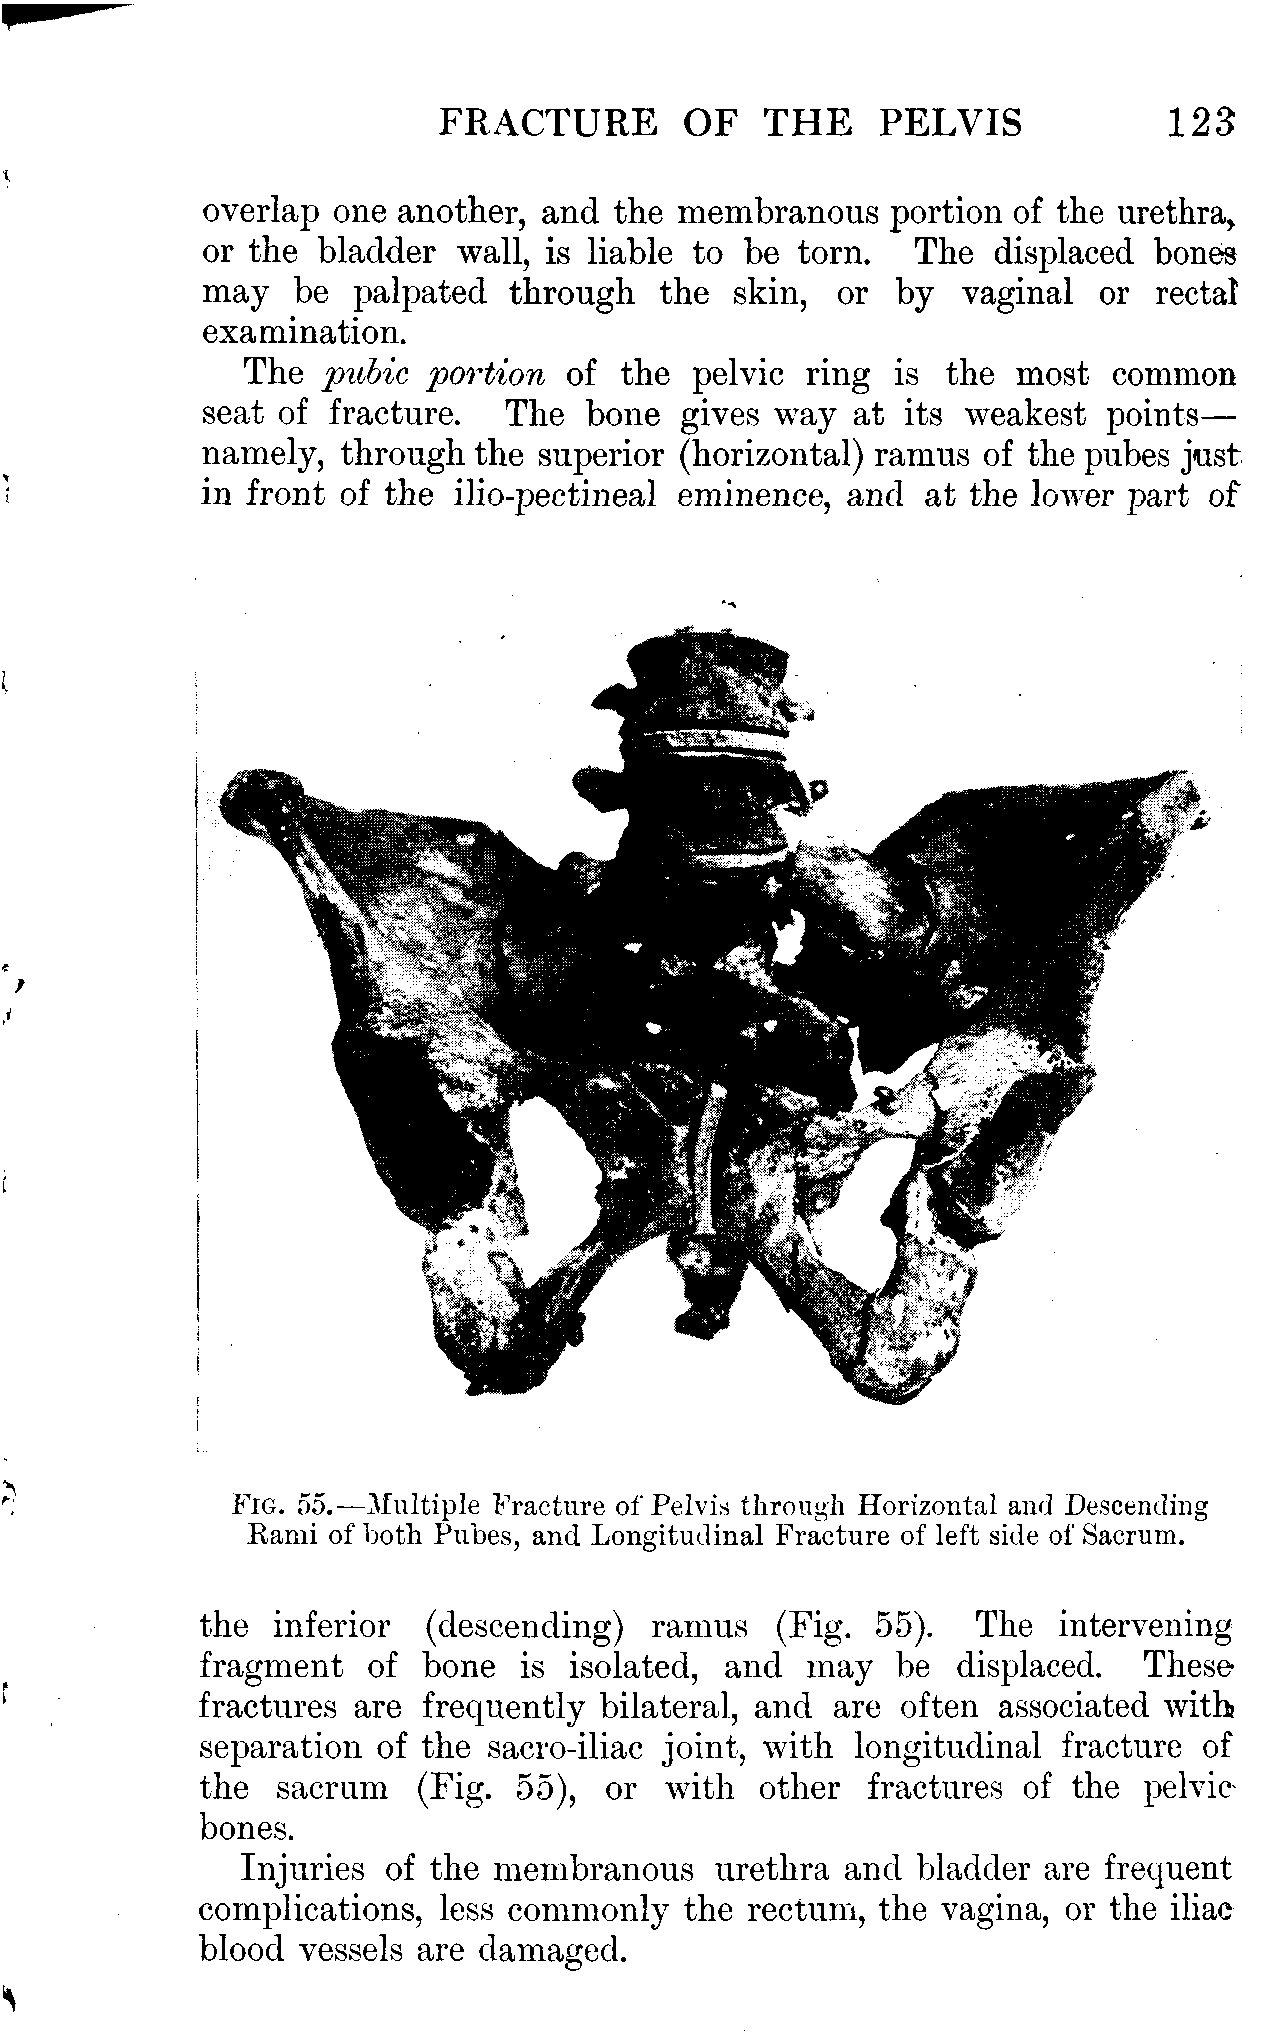 FRACTURE OF THE PELVIS 123
overlap one another, and the membranous portion of the urethra,
or the bladder wall, is liable to be torn. The displaced bones
may be palpated through the skin, or by vaginal or rectal
examination.
The pubic portion of the pelvic ring is the most common
seat of fracture. The bone gives way at its weakest points—
namely, through the superior (horizontal) ramus of the pubes just
in front of the ilio-pectineal eminence, and at the lower part of
FIG. 55.—Multiple Fracture of Pelvis through Horizontal and Descending
Rami of both Pubes, and Longitudinal Fracture of left side of Sacrum.
the inferior (descending) ramus (Fig. 55). The intervening
fragment of bone is isolated, and may be displaced. These
fractures are frequently bilateral, and are often associated with
separation of the sacro-iliac joint, with longitudinal fracture of
the sacrum (Fig. 55), or with other fractures of the pelvic
bones.
Injuries of the membranous urethra and bladder are frequent
complications, less commonly the rectum, the vagina, or the iliac
blood vessels are damaged.